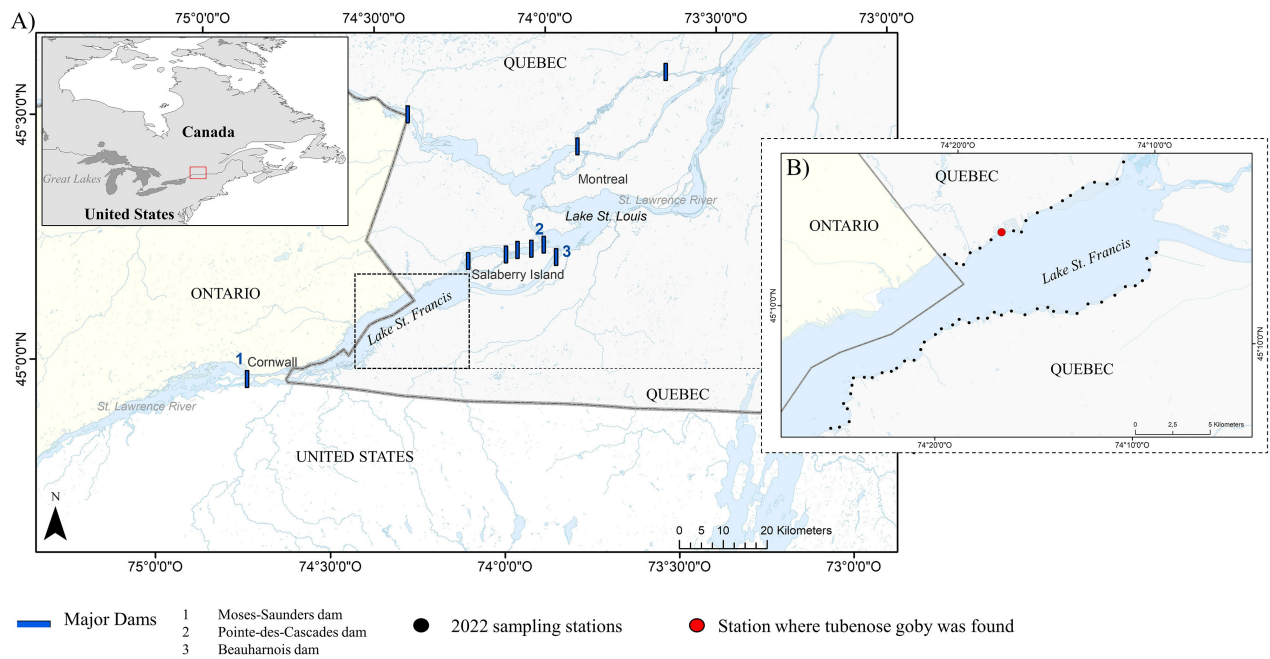 A)
75°0'0"O
74°30'0"O
74°0'0"O
73°30'0"O
73°0'0"O
45°30'0"N
45°0'0"N
Canada
Great Lakes
United States
QUEBEC
Montreal
St. Lawrence River
Lake St. Louis
2
3
Salaberry Island
ONTARIO
Lake St. Francis
1
Cornwall
St. Lawrence River
QUEBEC
UNITED STATES
N
0 5 10 20 Kilometers
75°0'0"O
74°30'0"O
74°0'0"O
73°30'0"O
73°0'0"O
B)
74°20'0"O
74°10'0"O
QUEBEC
ONTARIO
Lake St. Francis
45°10'0"N
45°10'0"N
QUEBEC
0 2,5 5 Kilometers
74°20'0"O
74°10'0"O
Major Dams
1 Moses-Saunders dam
2 Pointe-des-Cascades dam
3 Beauharnois dam
2022 sampling stations
Station where tubenose goby was found